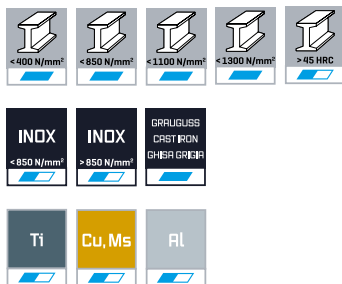 <400 N/mm² <850 N/mm² <1100 N/mm² <1300 N/mm² >45 HRC
INOX INOX GRAUGUSS
CAST IRON
GHISA GRIGIA
<850 N/mm² >850 N/mm²
Ti Cu, Ms Al